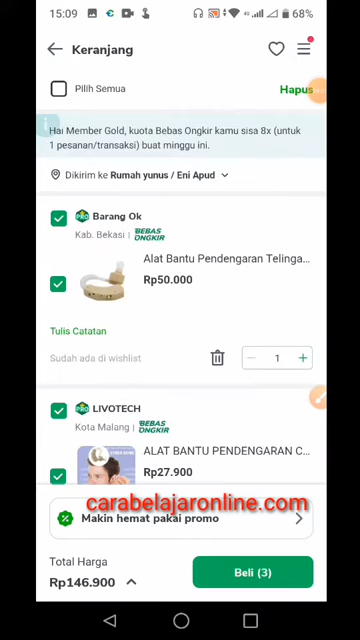 15:09
68%
Keranjang
Pilih Semua
Hapus
Hai Member Gold, kuota Bebas Ongkir kamu sisa 8x (untuk
1 pesanan/transaksi) buat minggu ini.
Dikirim ke Rumah yunus / Eni Apud
PRO Barang Ok
Kab. Bekasi BEBAS ONGKIR
Alat Bantu Pendengaran Telinga...
Rp50.000
Tulis Catatan
Sudah ada di wishlist
1
PRO LIVOTECH
Kota Malang BEBAS ONGKIR
ALAT BANTU PENDENGARAN C...
Rp27.900
carabelajaronline.com
Makin hemat pakai promo
Total Harga
Rp146.900
Beli (3)